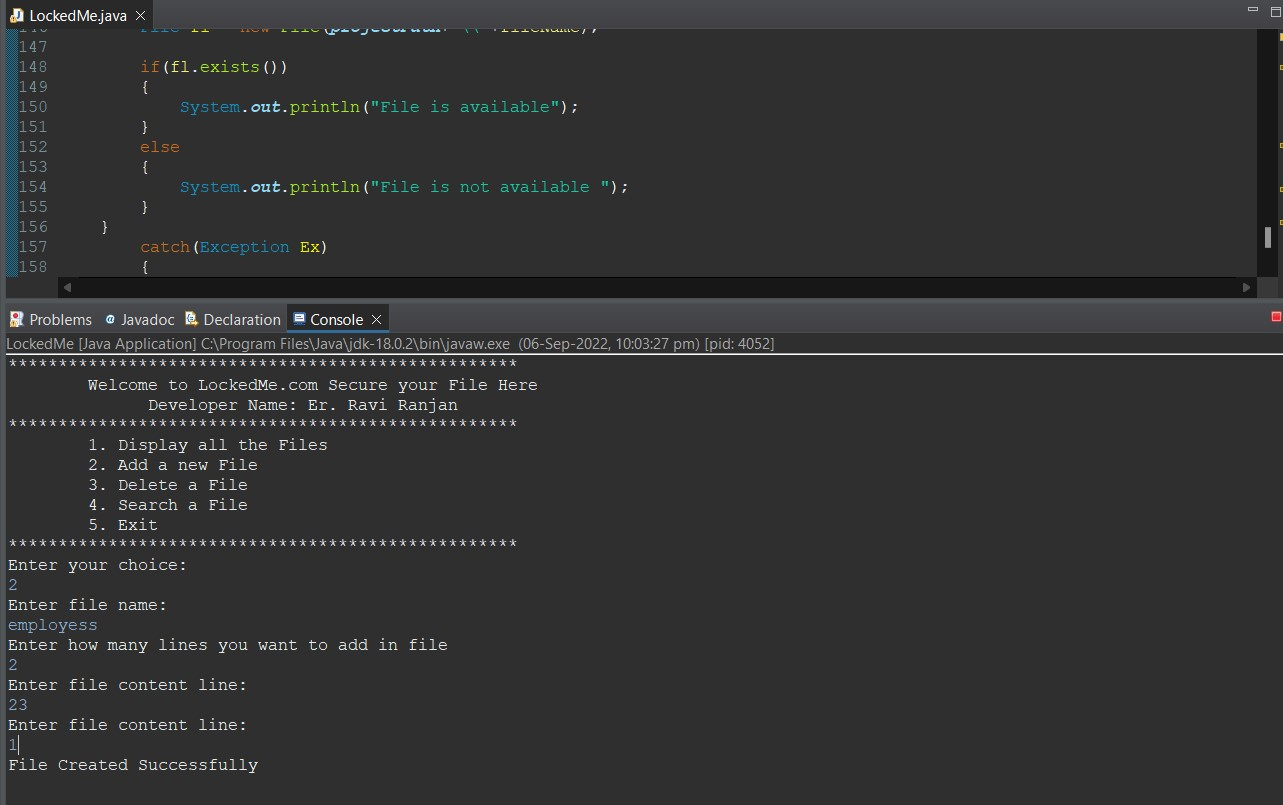 LockedMe.java
147
148 if(fl.exists())
149 {
150 System.out.println("File is available");
151 }
152 else
153 {
154 System.out.println("File is not available ");
155 }
156 }
157 catch(Exception Ex)
158 {
Problems Javadoc Declaration Console
LockedMe [Java Application] C:\Program Files\Java\jdk-18.0.2\bin\javaw.exe (06-Sep-2022, 10:03:27 pm) [pid: 4052]
***************************************************
Welcome to LockedMe.com Secure your File Here
Developer Name: Er. Ravi Ranjan
***************************************************
1. Display all the Files
2. Add a new File
3. Delete a File
4. Search a File
5. Exit
***************************************************
Enter your choice:
2
Enter file name:
employess
Enter how many lines you want to add in file
2
Enter file content line:
23
Enter file content line:
1
File Created Successfully